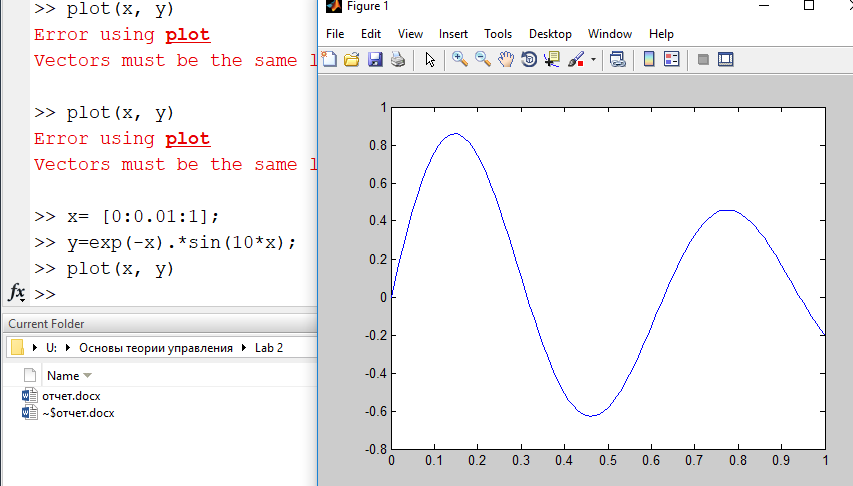 >> plot(x, y)
Error using plot
Vectors must be the same l
>> plot(x, y)
Error using plot
Vectors must be the same l
>> x= [0:0.01:1];
>> y=exp(-x).*sin(10*x);
>> plot(x, y)
fx >>
Current Folder
U: Основы теории управления Lab 2
Name
отчет.docx
~$отчет.docx
Figure 1
File Edit View Insert Tools Desktop Window Help
1
0.8
0.6
0.4
0.2
0
-0.2
-0.4
-0.6
-0.8
0 0.1 0.2 0.3 0.4 0.5 0.6 0.7 0.8 0.9 1